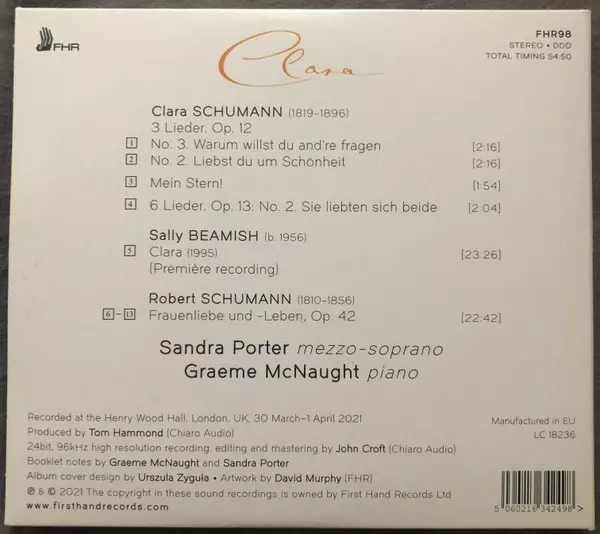 FHR
Clara
FHR98
STEREO • DDD
TOTAL TIMING 54:50
Clara SCHUMANN (1819-1896)
3 Lieder, Op. 12
1 No. 3. Warum willst du and're fragen [2:16]
2 No. 2. Liebst du um Schönheit [2:16]
3 Mein Stern! [1:54]
4 6 Lieder, Op. 13: No. 2. Sie liebten sich beide [2:04]
Sally BEAMISH (b. 1956)
5 Clara (1995) [23:26]
(Première recording)
Robert SCHUMANN (1810-1856)
6 - 13 Frauenliebe und -Leben, Op. 42 [22:42]
Sandra Porter mezzo-soprano
Graeme McNaught piano
Recorded at the Henry Wood Hall, London, UK, 30 March-1 April 2021
Produced by Tom Hammond (Chiaro Audio)
24bit, 96kHz high resolution recording, editing and mastering by John Croft (Chiaro Audio)
Booklet notes by Graeme McNaught and Sandra Porter
Album cover design by Urszula Zyguła • Artwork by David Murphy (FHR)
℗ & © 2021 The copyright in these sound recordings is owned by First Hand Records Ltd
www.firsthandrecords.com
Manufactured in EU
LC 18236
5 060216 342498 >